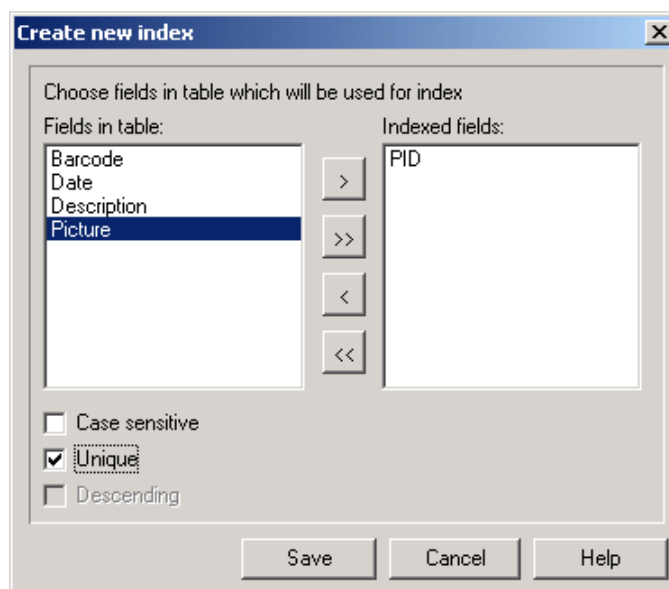 Create new index
Choose fields in table which will be used for index
Fields in table:
Indexed fields:
Barcode
Date
Description
Picture
>
>>
<
<<
PID
Case sensitive
Unique
Descending
Save
Cancel
Help